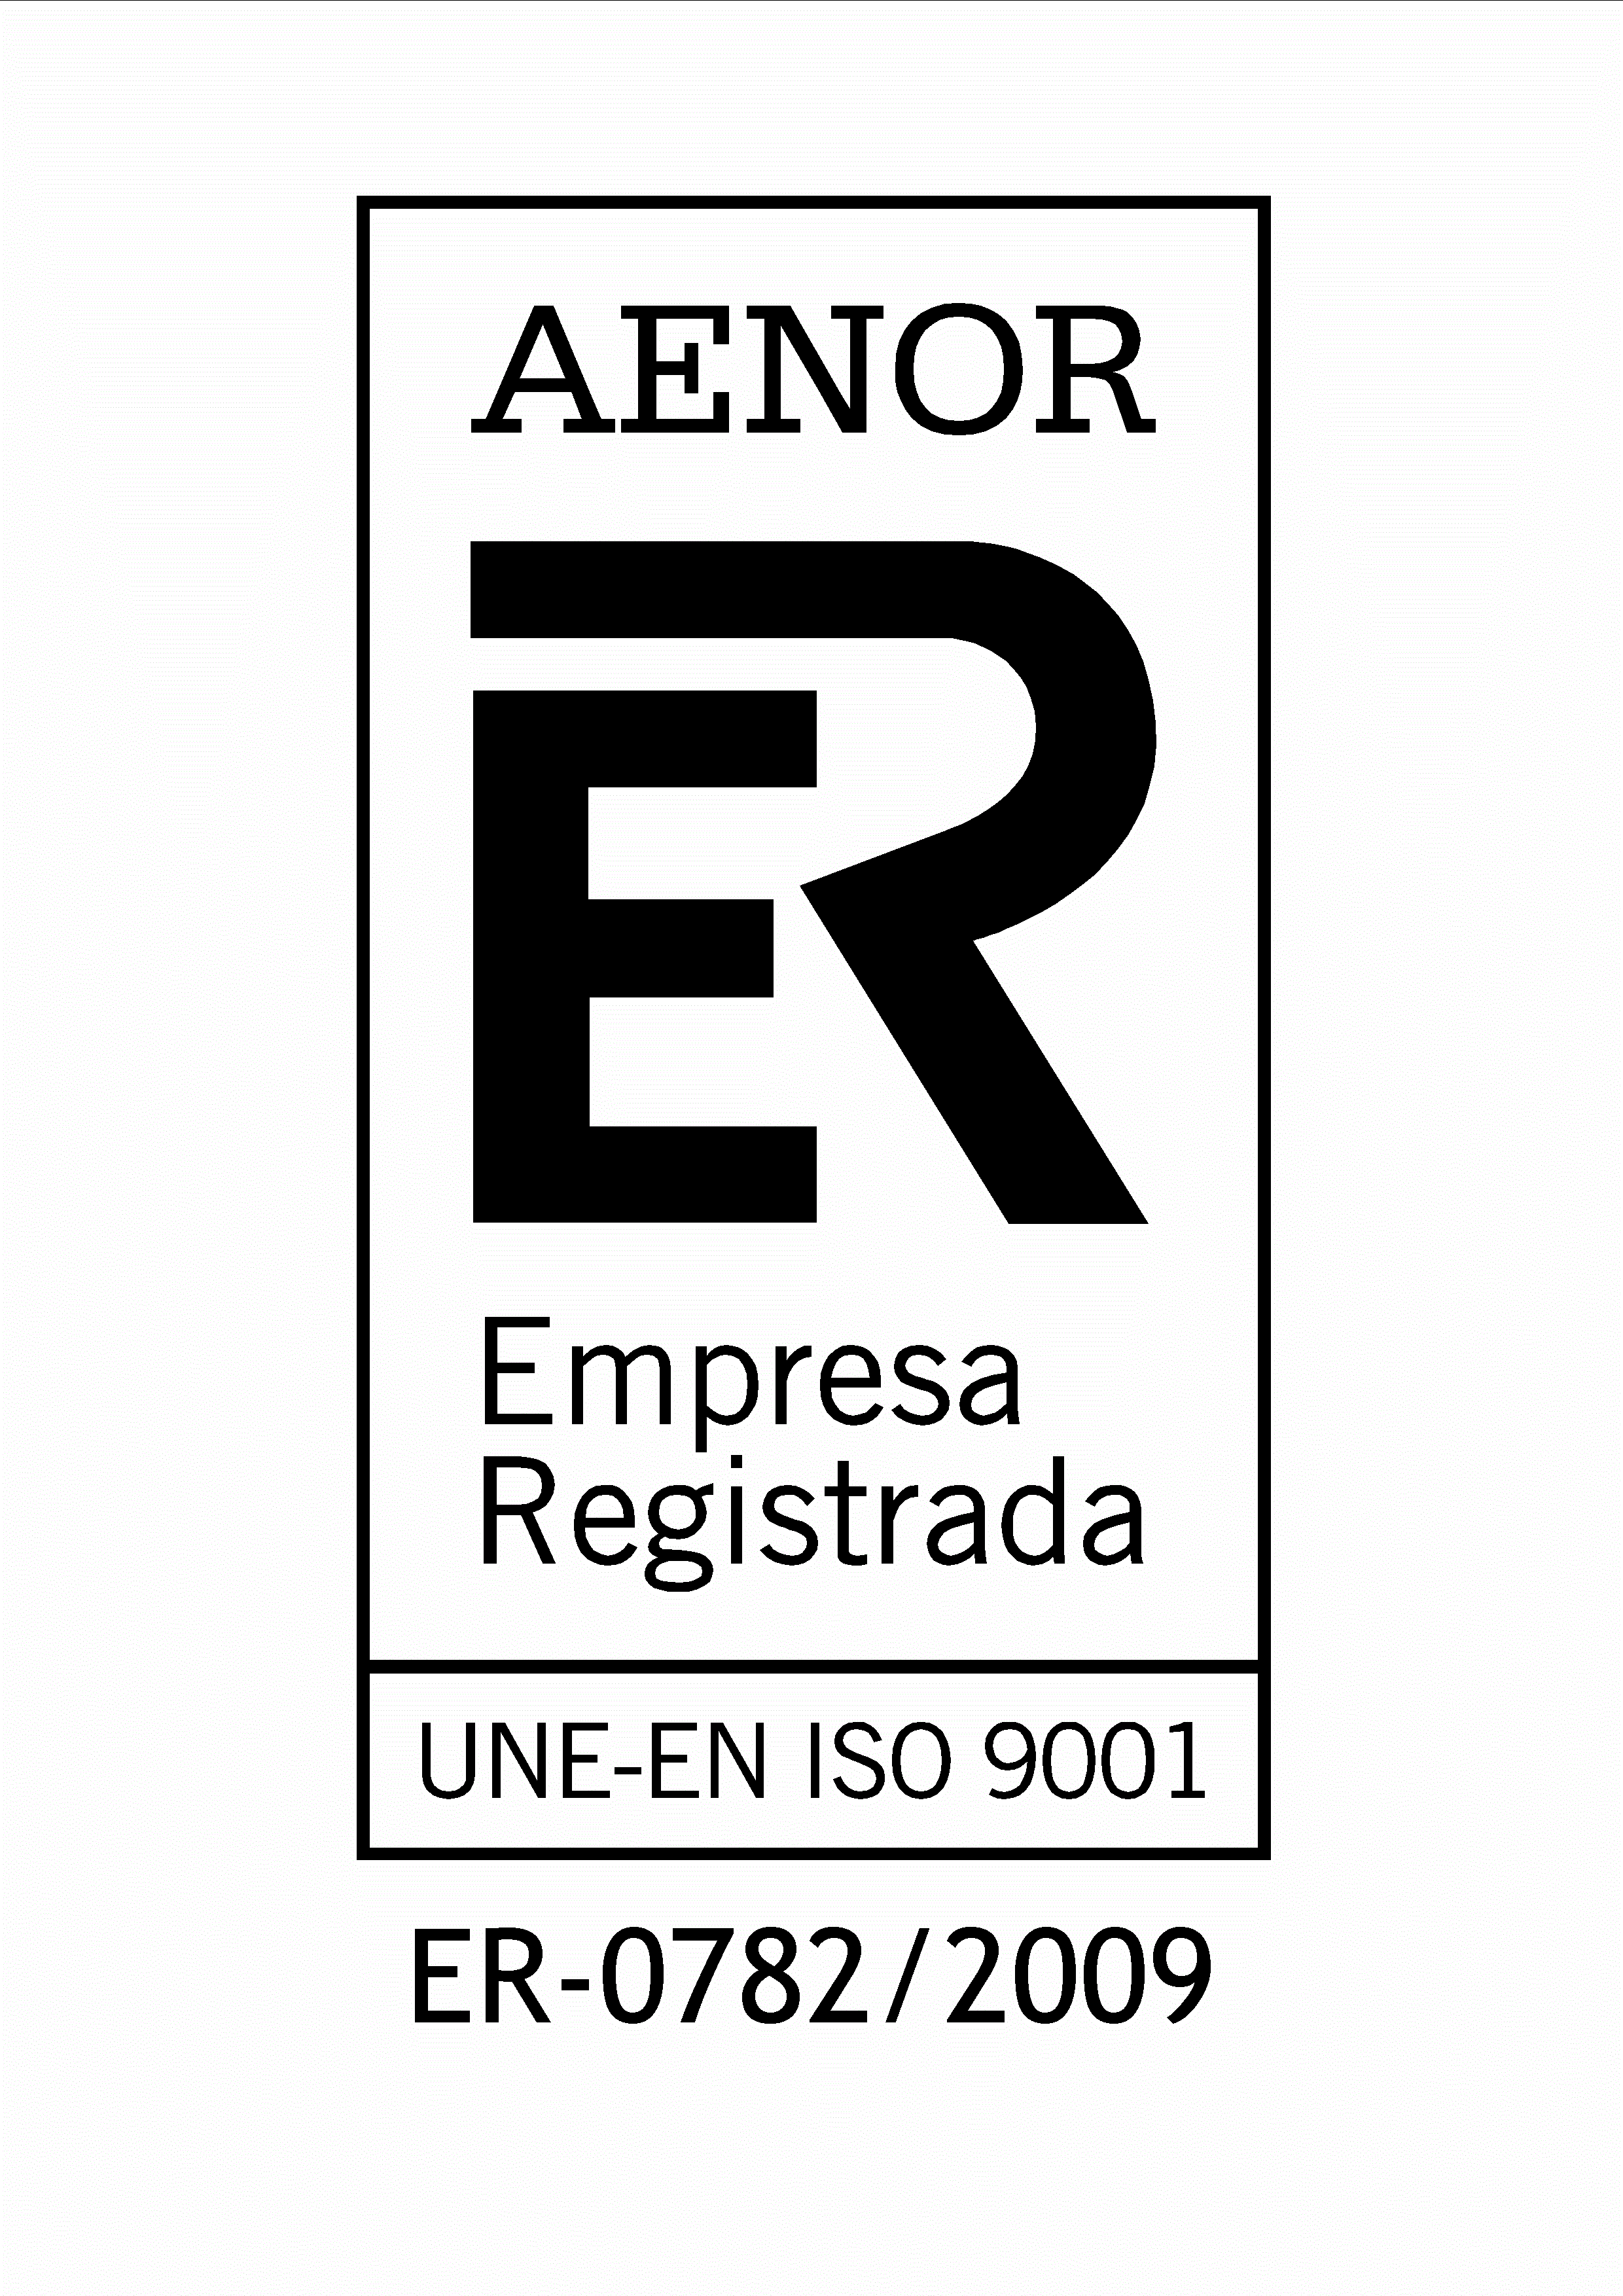 AENOR
ER
Empresa
Registrada
UNE-EN ISO 9001
ER-0782/2009